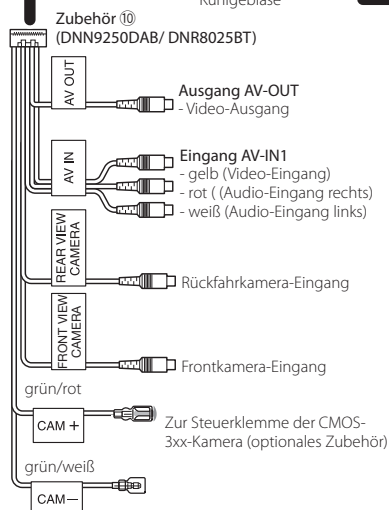 Kühlgebläse
Zubehör ⑩
(DNN9250DAB/ DNR8025BT)
AV OUT
Ausgang AV-OUT
- Video-Ausgang
AV IN
Eingang AV-IN1
- gelb (Video-Eingang)
- rot ( (Audio-Eingang rechts)
- weiß (Audio-Eingang links)
REAR VIEW
CAMERA
Rückfahrkamera-Eingang
FRONT VIEW
CAMERA
Frontkamera-Eingang
grün/rot
CAM +
Zur Steuerklemme der CMOS-
3xx-Kamera (optionales Zubehör)
grün/weiß
CAM−